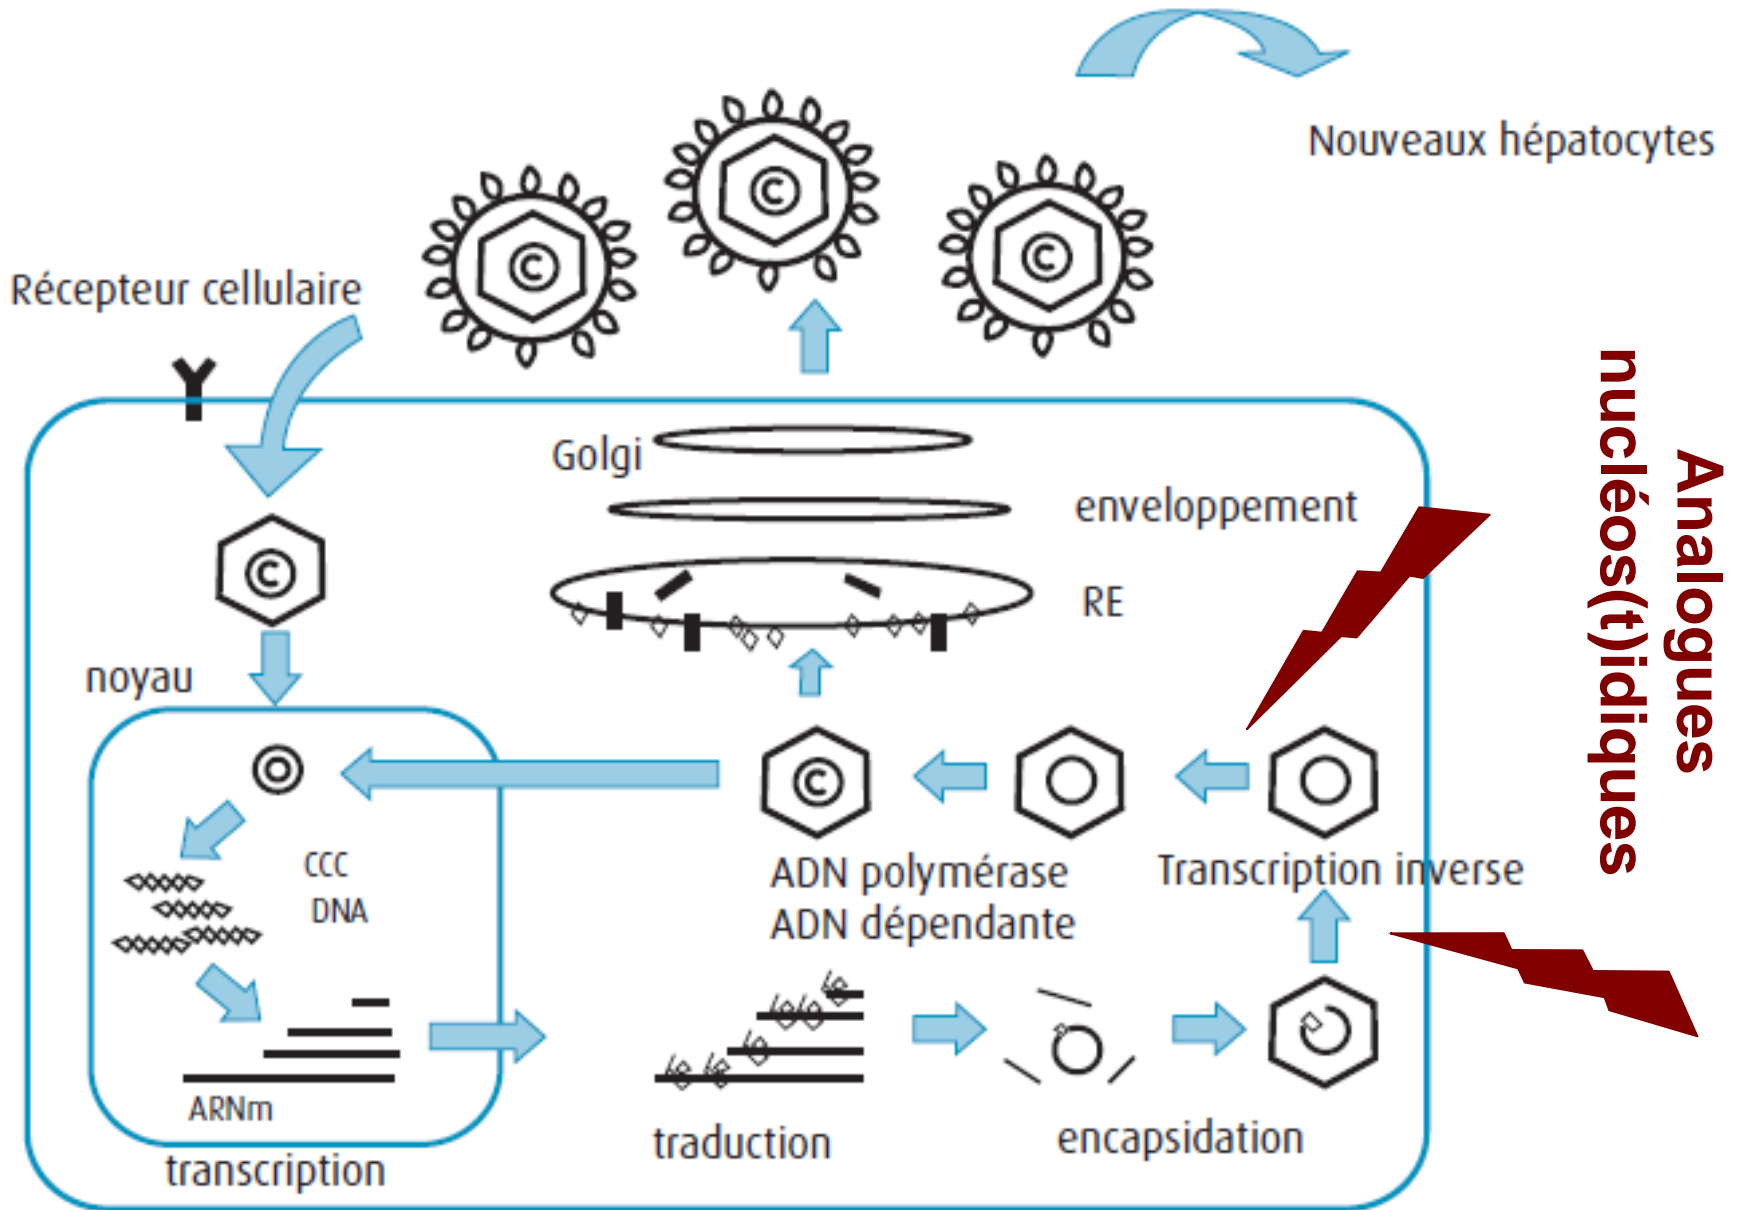 Nouveaux hépatocytes
Récepteur cellulaire
Golgi
enveloppement
RE
noyau
CCC
DNA
ADN polymérase
ADN dépendante
Transcription inverse
ARNm
transcription
traduction
encapsidation
Analogues
nucléos(t)idiques
C
C
C
C
C